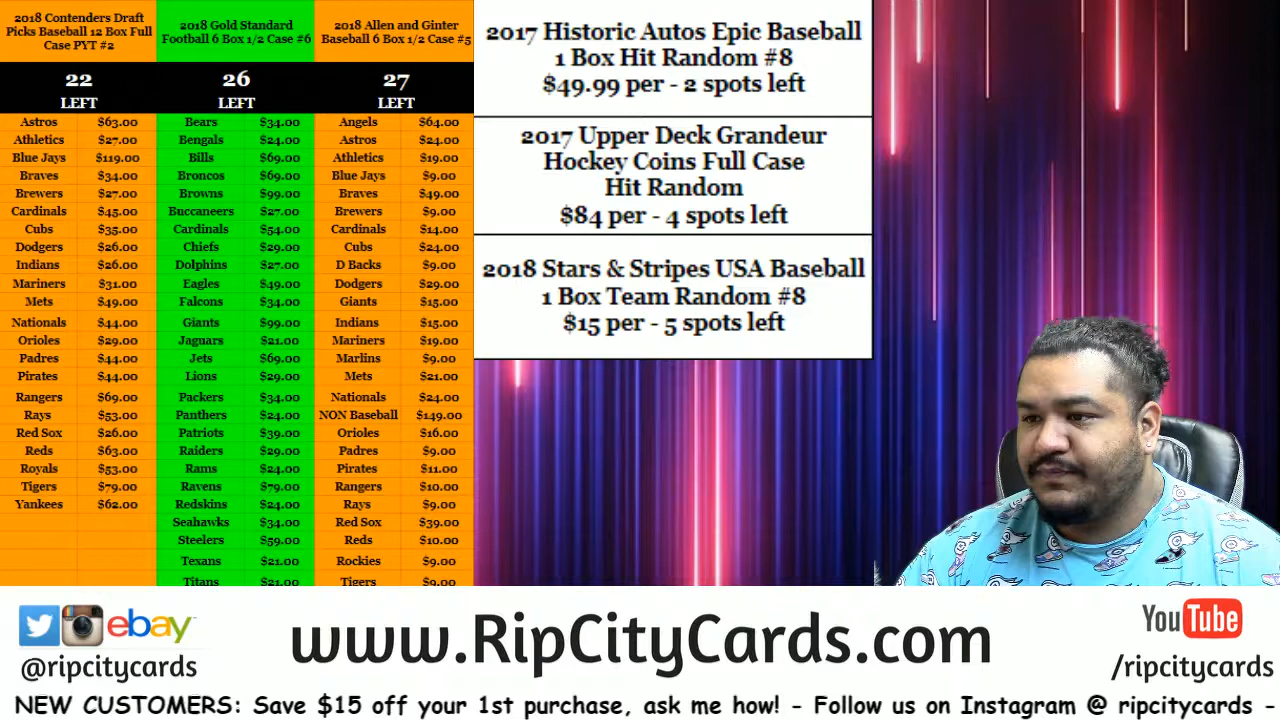 2018 Contenders Draft
Picks Baseball 12 Box Full
Case PYT #2
22
LEFT
Astros $63.00
Athletics $27.00
Blue Jays $119.00
Braves $34.00
Brewers $27.00
Cardinals $45.00
Cubs $35.00
Dodgers $26.00
Indians $26.00
Mariners $31.00
Mets $49.00
Nationals $44.00
Orioles $29.00
Padres $44.00
Pirates $44.00
Rangers $69.00
Rays $53.00
Red Sox $26.00
Reds $63.00
Royals $53.00
Tigers $79.00
Yankees $62.00
2018 Gold Standard
Football 6 Box 1/2 Case #6
26
LEFT
Bears $34.00
Bengals $24.00
Bills $69.00
Broncos $69.00
Browns $99.00
Buccaneers $27.00
Cardinals $54.00
Chiefs $29.00
Dolphins $27.00
Eagles $49.00
Falcons $34.00
Giants $99.00
Jaguars $21.00
Jets $69.00
Lions $29.00
Packers $34.00
Panthers $24.00
Patriots $39.00
Raiders $29.00
Rams $24.00
Ravens $79.00
Redskins $24.00
Seahawks $34.00
Steelers $59.00
Texans $21.00
Titans $21.00
2018 Allen and Ginter
Baseball 6 Box 1/2 Case #5
27
LEFT
Angels $64.00
Astros $24.00
Athletics $19.00
Blue Jays $9.00
Braves $49.00
Brewers $9.00
Cardinals $14.00
Cubs $24.00
D Backs $9.00
Dodgers $29.00
Giants $15.00
Indians $15.00
Mariners $19.00
Marlins $9.00
Mets $21.00
Nationals $24.00
NON Baseball $149.00
Orioles $16.00
Padres $9.00
Pirates $11.00
Rangers $10.00
Rays $9.00
Red Sox $39.00
Reds $10.00
Rockies $9.00
Tigers $9.00
2017 Historic Autos Epic Baseball
1 Box Hit Random #8
$49.99 per - 2 spots left
2017 Upper Deck Grandeur
Hockey Coins Full Case
Hit Random
$84 per - 4 spots left
2018 Stars & Stripes USA Baseball
1 Box Team Random #8
$15 per - 5 spots left
ebay
@ripcitycards
www.RipCityCards.com
YouTube
/ripcitycards
NEW CUSTOMERS: Save $15 off your 1st purchase, ask me how! - Follow us on Instagram @ ripcitycards -